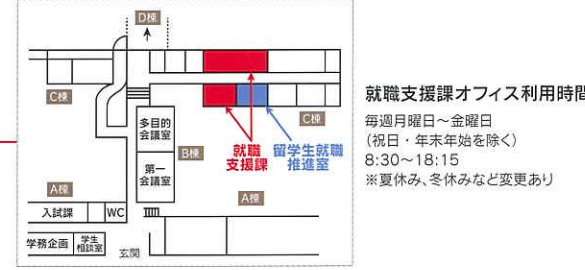 D棟
C棟
多目的
会議室
B棟
就職
支援課
留学生就職
推進室
C棟
第一
会議室
A棟
A棟
入試課
WC
学務企画
学生
相談室
玄関
就職支援課オフィス利用時間
毎週月曜日～金曜日
(祝日・年末年始を除く)
8:30～18:15
※夏休み、冬休みなど変更あり